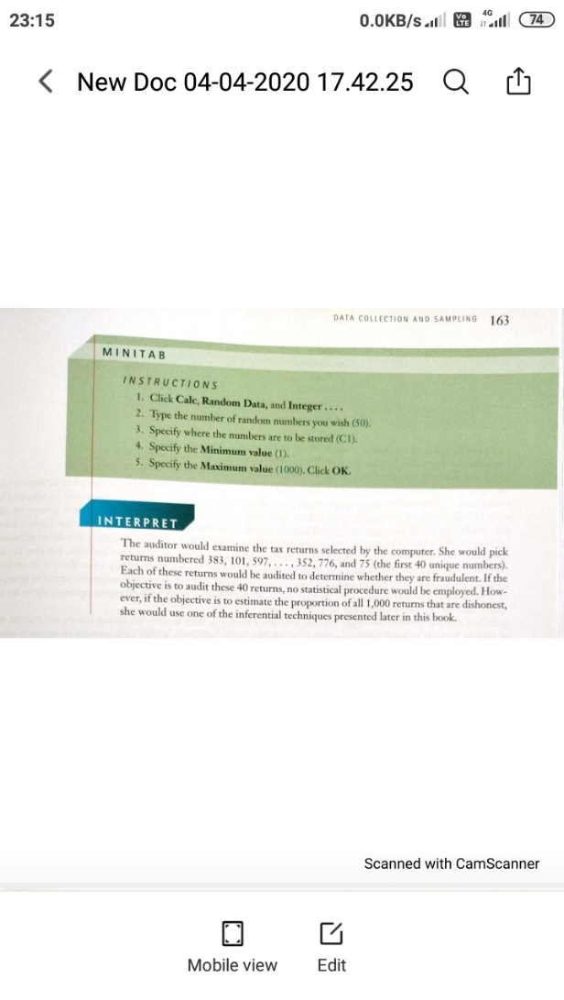 23:15
0.0KB/s
Vo LTE
4G
74
New Doc 04-04-2020 17.42.25
DATA COLLECTION AND SAMPLING 163
MINITAB
INSTRUCTIONS
1. Click Calc, Random Data, and Integer . . . .
2. Type the number of random numbers you wish (50).
3. Specify where the numbers are to be stored (C1).
4. Specify the Minimum value (1).
5. Specify the Maximum value (1000). Click OK.
INTERPRET
The auditor would examine the tax returns selected by the computer. She would pick
returns numbered 383, 101, 597, . . . , 352, 776, and 75 (the first 40 unique numbers).
Each of these returns would be audited to determine whether they are fraudulent. If the
objective is to audit these 40 returns, no statistical procedure would be employed. How-
ever, if the objective is to estimate the proportion of all 1,000 returns that are dishonest,
she would use one of the inferential techniques presented later in this book.
Scanned with CamScanner
Mobile view
Edit